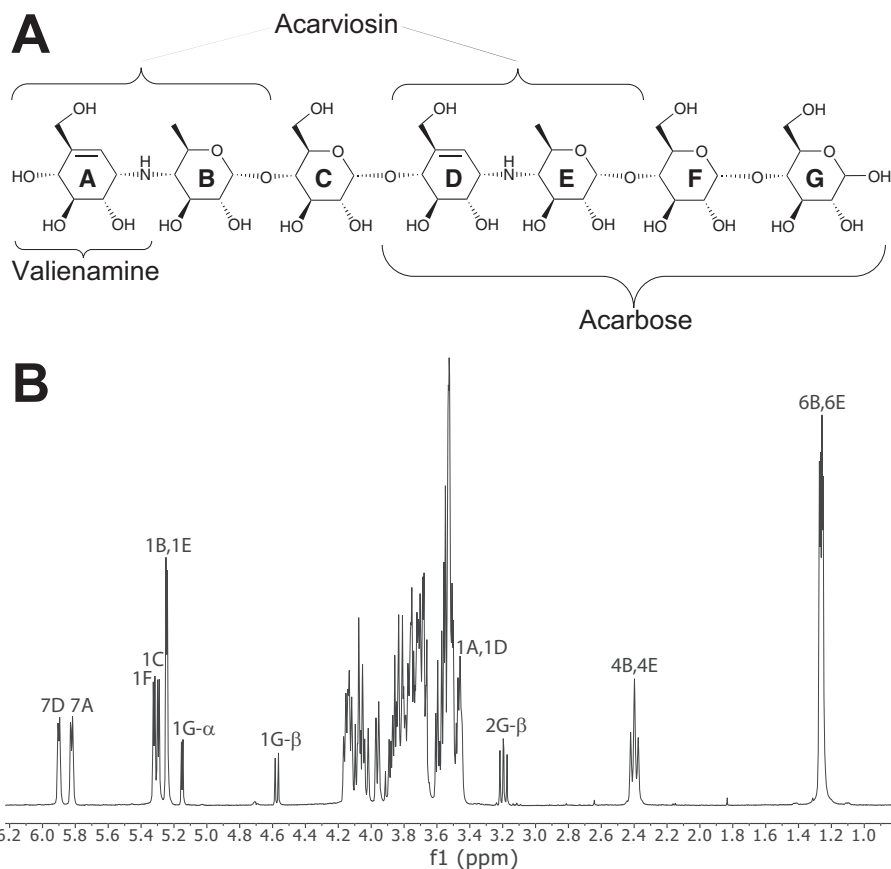 A
Acarviosin
OH OH OH OH OH OH
O O O O O
HO A H N B O C O D H N E O F O G OH
HO OH HO OH HO OH HO OH HO OH HO OH HO OH
Valienamine
Acarbose
B
6B,6E
1B,1E
1C
1F
1A,1D
4B,4E
7D 7A
1G-α
1G-β
2G-β
6.0 5.6 5.2 4.8 4.4 4.0 3.6 3.2 2.8 2.4 2.0 1.6 1.2
5.8 5.4 5.0 4.6 4.2 3.8 3.4 3.0 2.6 2.2 1.8 1.4 1.0
f1 (ppm)